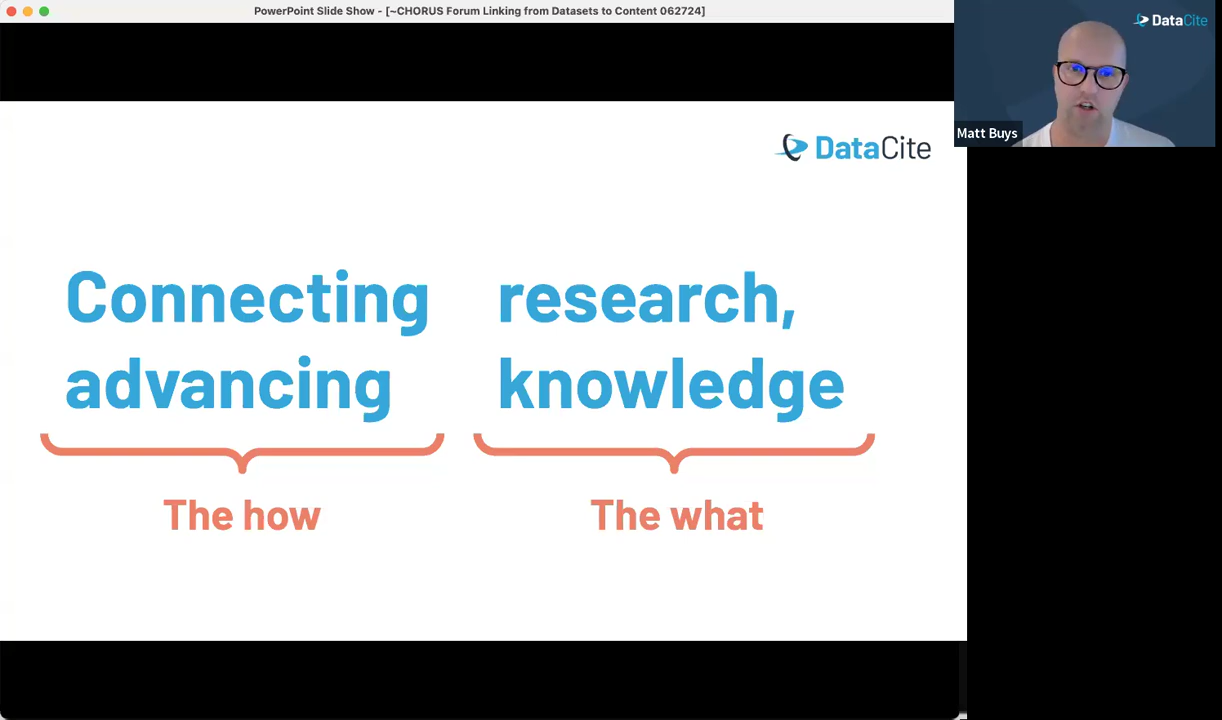 PowerPoint Slide Show - [~CHORUS Forum Linking from Datasets to Content 062724]
DataCite
Matt Buys
DataCite
Connecting research,
advancing knowledge
The how The what